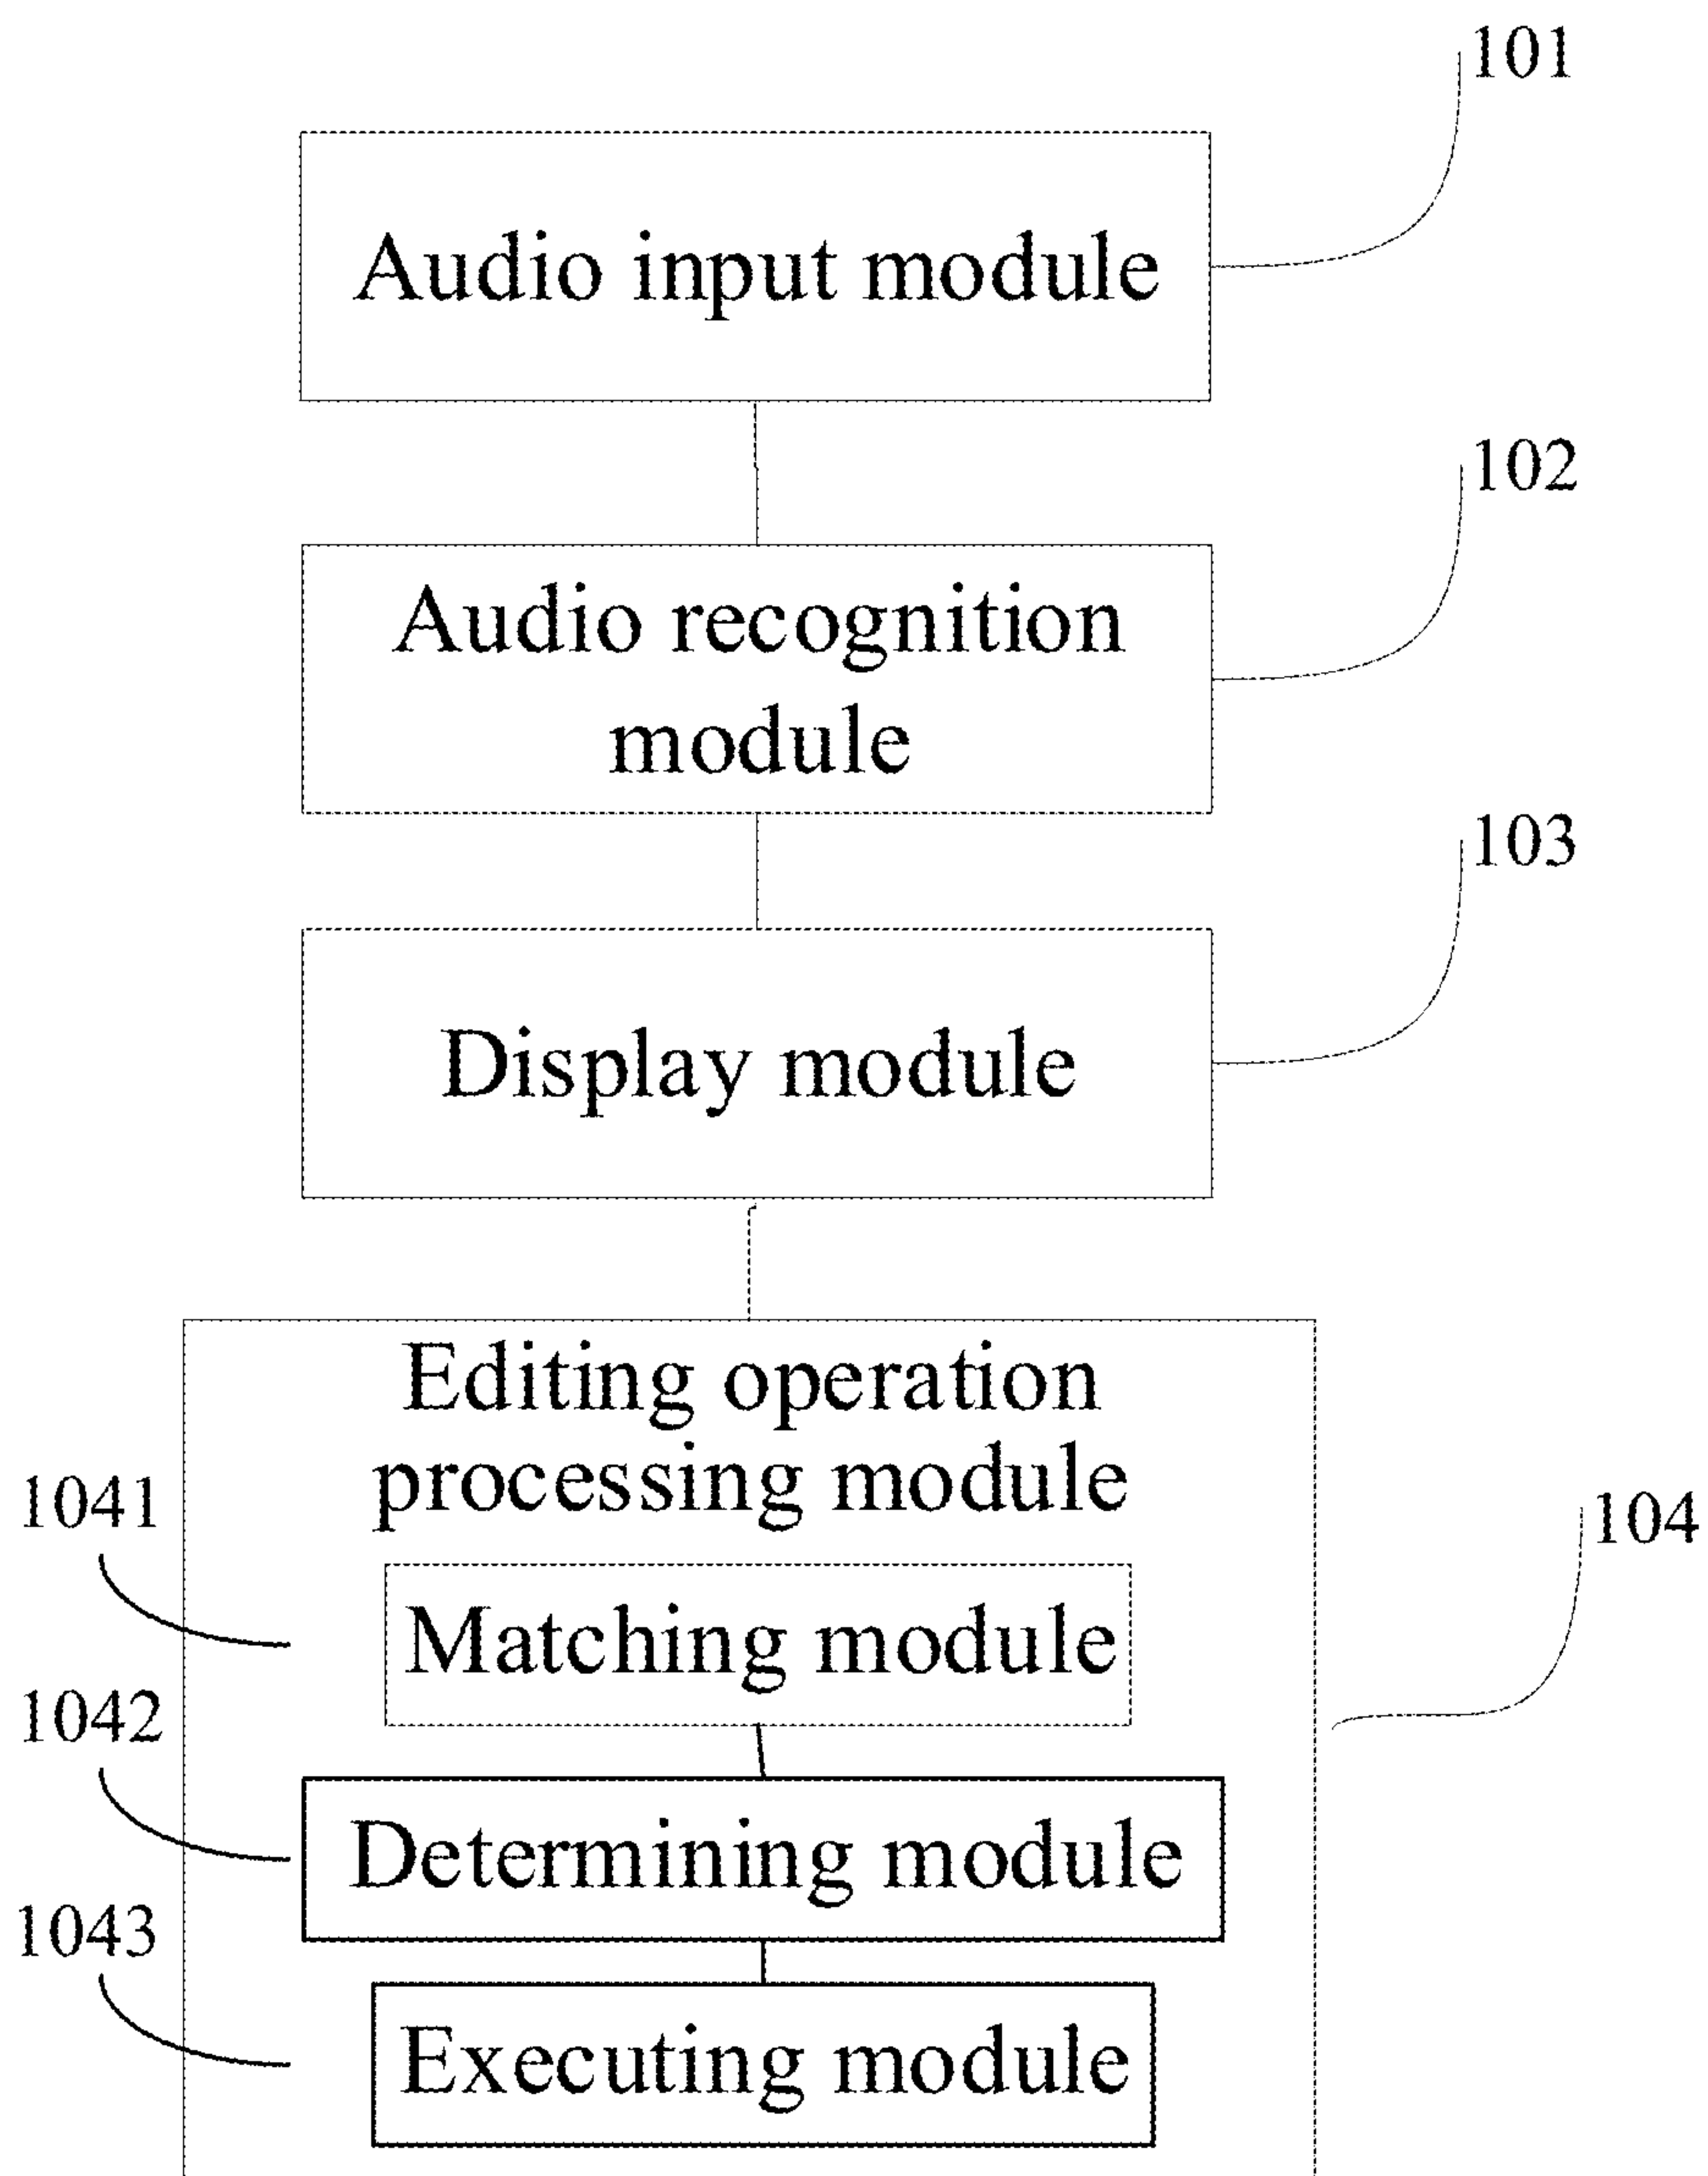 101
Audio input module
102
Audio recognition
module
103
Display module
Editing operation
processing module
1041
104
Matching module
1042
Determining module
1043
Executing module